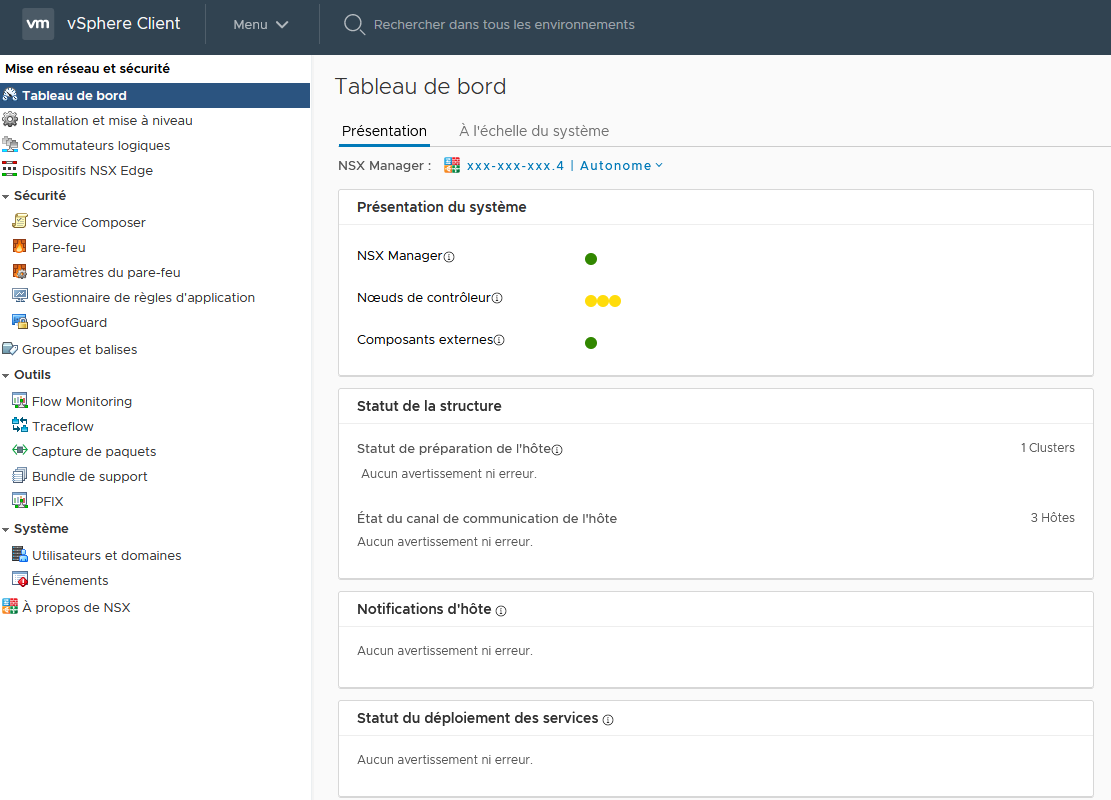 vm vSphere Client Menu Rechercher dans tous les environnements
Mise en réseau et sécurité
Tableau de bord
Installation et mise à niveau
Commutateurs logiques
Dispositifs NSX Edge
Sécurité
Service Composer
Pare-feu
Paramètres du pare-feu
Gestionnaire de règles d'application
SpoofGuard
Groupes et balises
Outils
Flow Monitoring
Traceflow
Capture de paquets
Bundle de support
IPFIX
Système
Utilisateurs et domaines
Événements
À propos de NSX
Tableau de bord
Présentation À l'échelle du système
NSX Manager : xxx-xxx-xxx.4 | Autonome
Présentation du système
NSX Manager
Nœuds de contrôleur
Composants externes
Statut de la structure
Statut de préparation de l'hôte 1 Clusters
Aucun avertissement ni erreur.
État du canal de communication de l'hôte 3 Hôtes
Aucun avertissement ni erreur.
Notifications d'hôte
Aucun avertissement ni erreur.
Statut du déploiement des services
Aucun avertissement ni erreur.